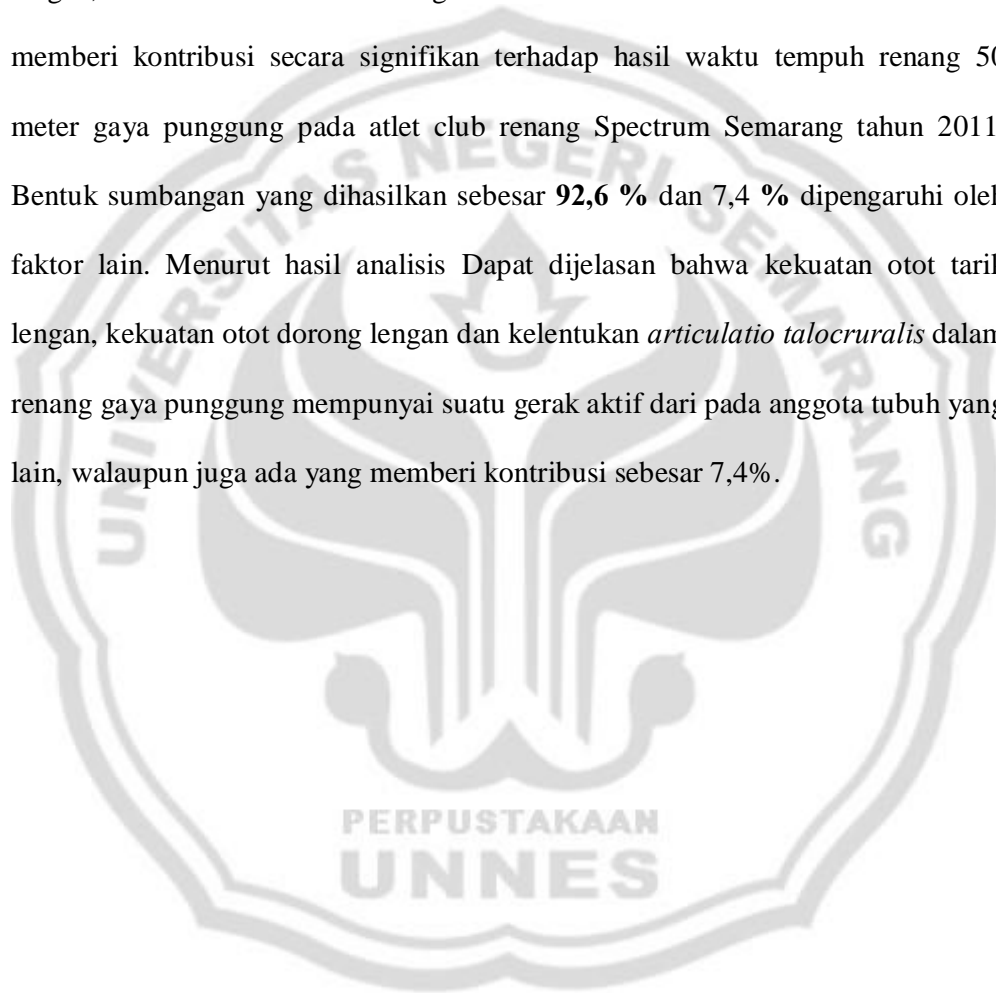 memberi kontribusi secara signifikan terhadap hasil waktu tempuh renang 50
meter gaya punggung pada atlet club renang Spectrum Semarang tahun 2011
Bentuk sumbangan yang dihasilkan sebesar 92,6 % dan 7,4 % dipengaruhi oleh
faktor lain. Menurut hasil analisis Dapat dijelasan bahwa kekuatan otot tarik
lengan, kekuatan otot dorong lengan dan kelentukan articulatio talocruralis dalam
renang gaya punggung mempunyai suatu gerak aktif dari pada anggota tubuh yang
lain, walaupun juga ada yang memberi kontribusi sebesar 7,4%.
UNIVERSITAS NEGERI SEMARANG
PERPUSTAKAAN
UNNES